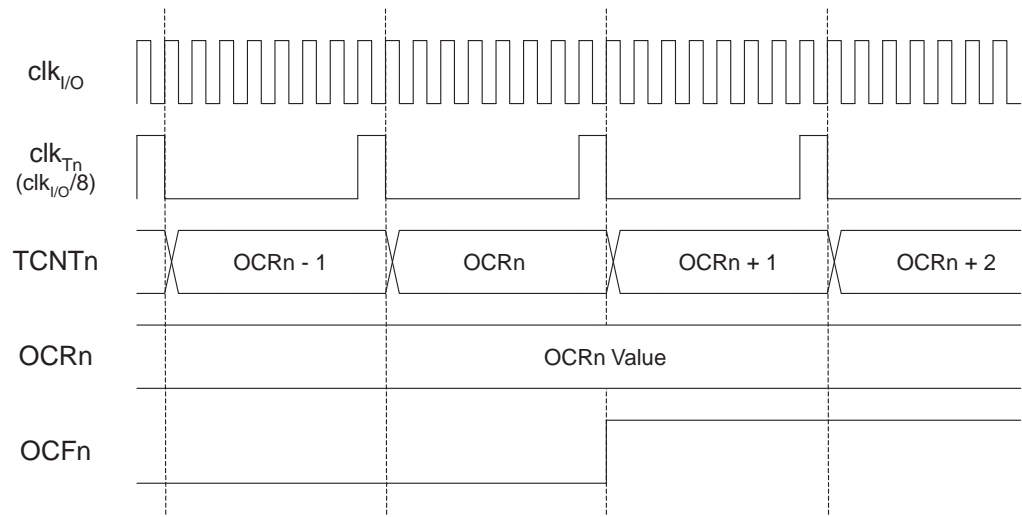 clkI/O
clkTn
(clkI/O/8)
TCNTn
OCRn - 1
OCRn
OCRn + 1
OCRn + 2
OCRn
OCRn Value
OCFn